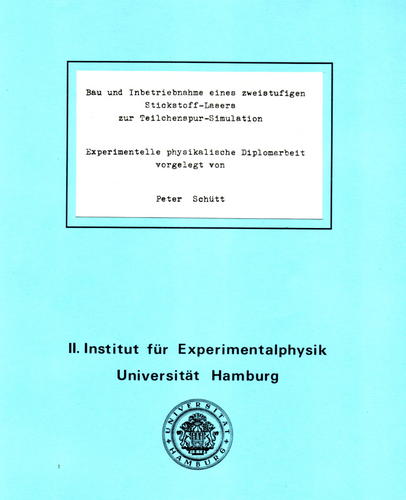 Bau und Inbetriebnahme eines zweistufigen
Stickstoff-Lasers
zur Teilchenspur-Simulation
Experimentelle physikalische Diplomarbeit
vorgelegt von
Peter Schütt
II. Institut für Experimentalphysik
Universität Hamburg
UNIVERSITÄT
HAMBURG